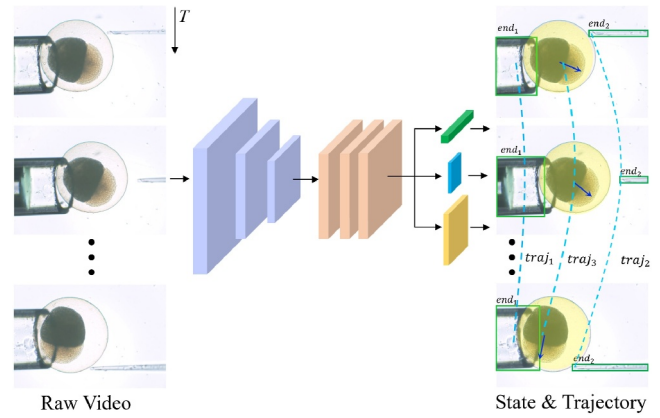 T
end₁
end₂
end₁
end₂
traj₁
traj₃
traj₂
end₁
end₂
Raw Video
State & Trajectory